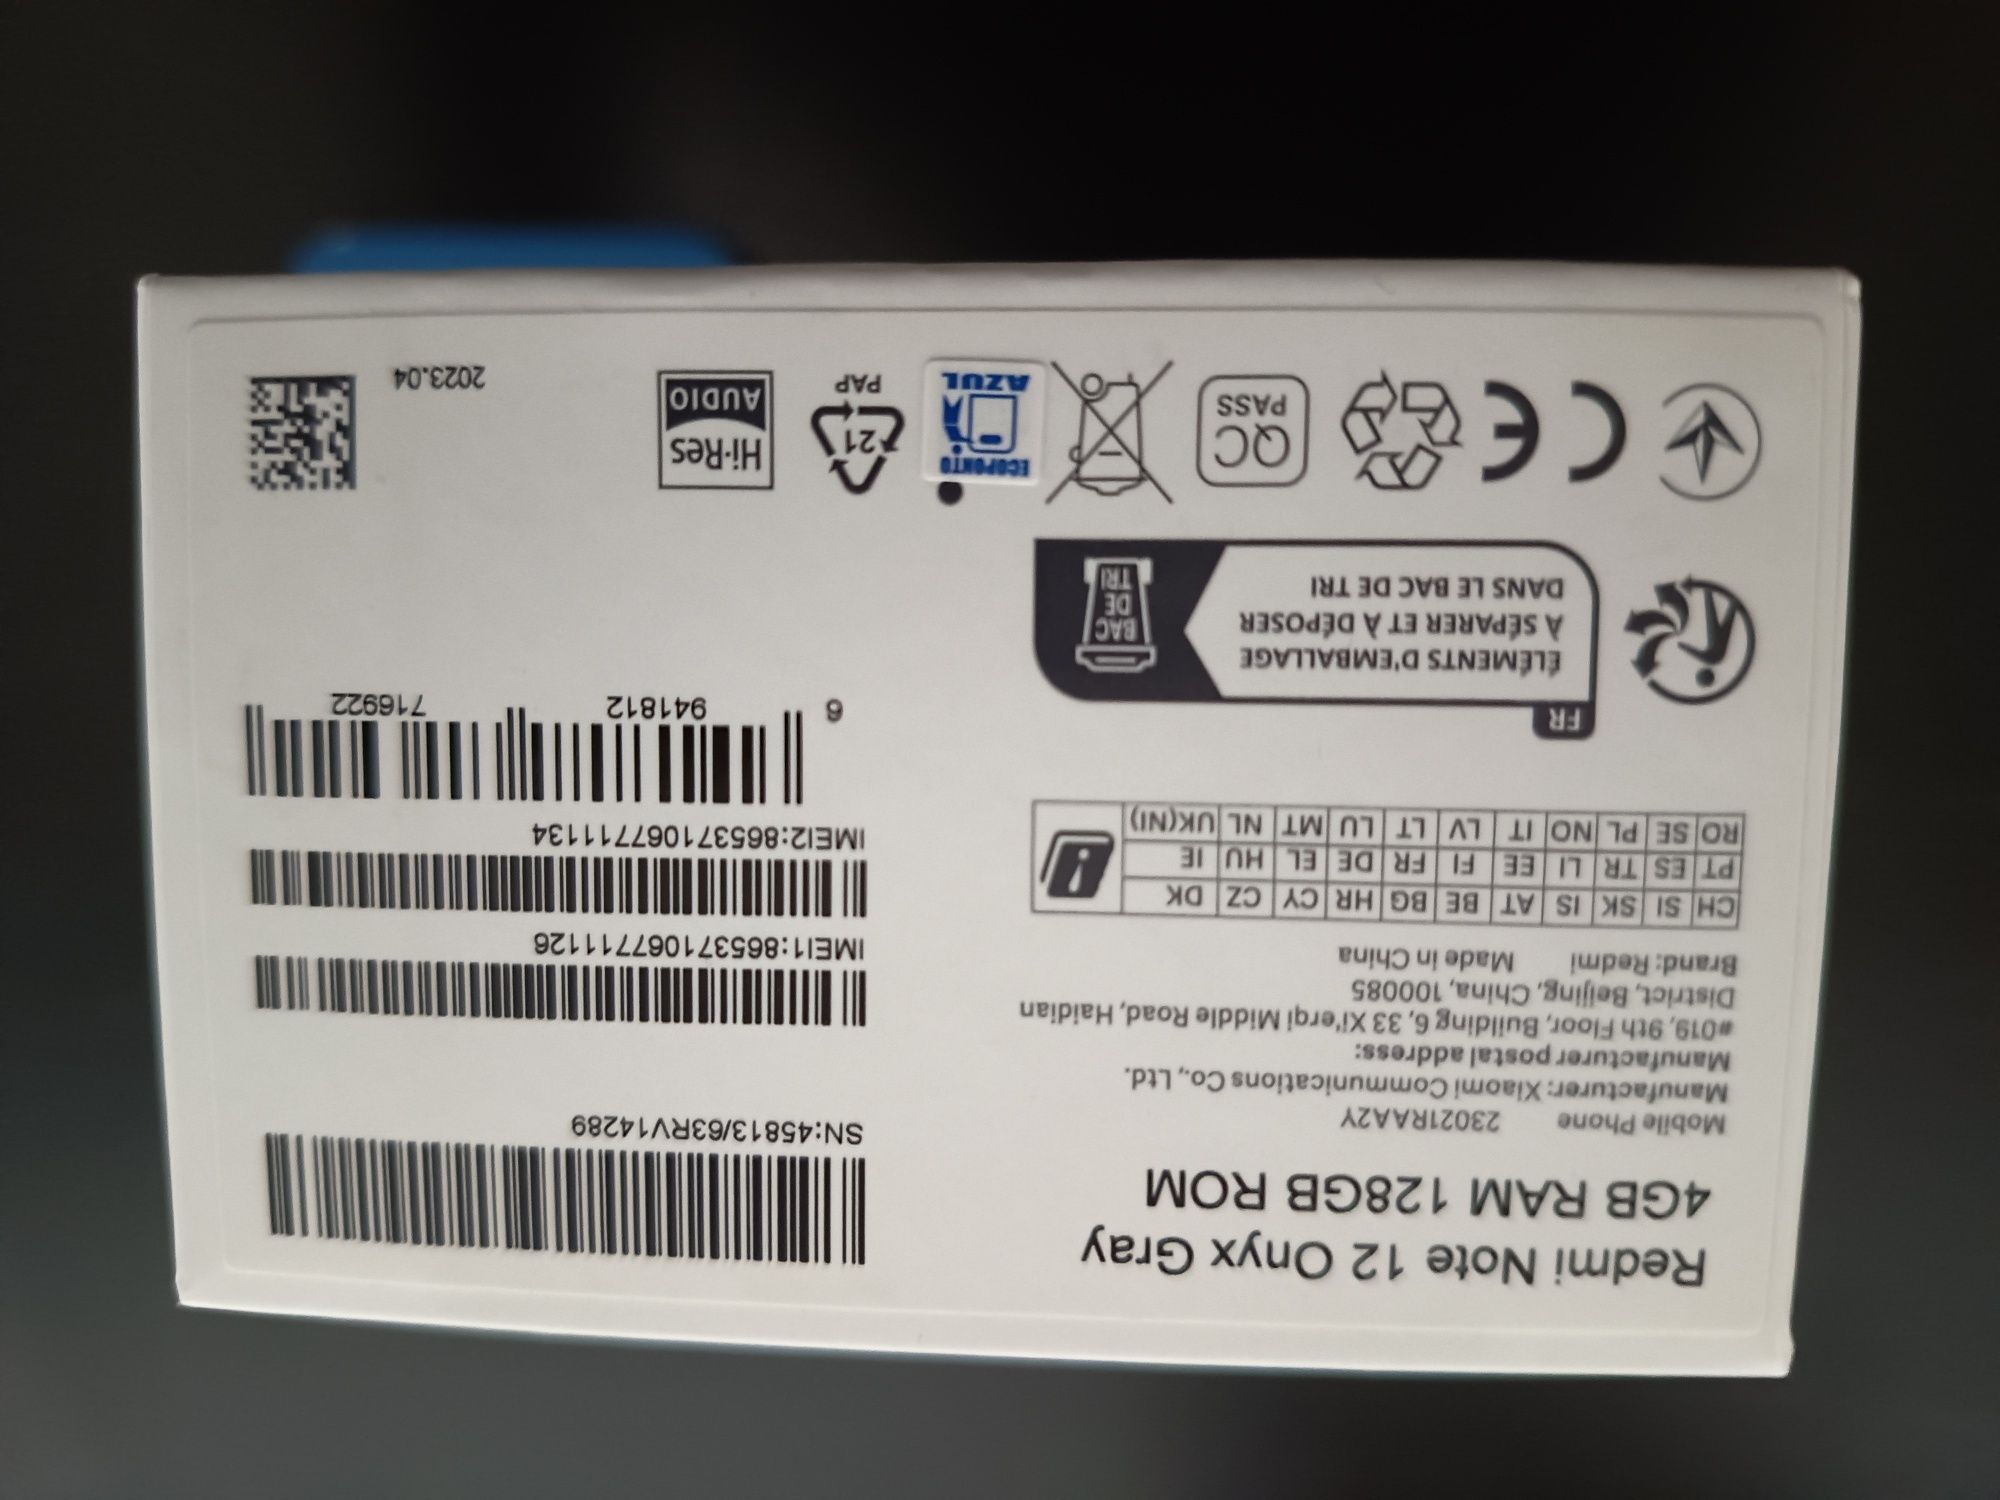 Redmi Note 12 Onyx Gray
4GB RAM 128GB ROM
Mobile Phone 23021RAA2Y
Manufacturer: Xiaomi Communications Co., Ltd.
Manufacturer postal address:
#019, 9th Floor, Building 6, 33 Xi'erqi Middle Road, Haidian
District, Beijing, China, 100085
Brand: Redmi Made in China
CH SI SK IS AT BE BG HR CY CZ DK
PT ES TR LI EE FI FR DE EL HU IE
RO SE PL NO IT LV LT LU MT NL UK(NI)
FR
ÉLÉMENTS D'EMBALLAGE
À SÉPARER ET À DÉPOSER
DANS LE BAC DE TRI
BAC
DE
TRI
SN:45813/63RV14289
IMEI1:865371067711126
IMEI2:865371067711134
6 941812 716922
CE
QC
PASS
ECOPONTO
AZUL
21
PAP
Hi-Res
AUDIO
2023.04